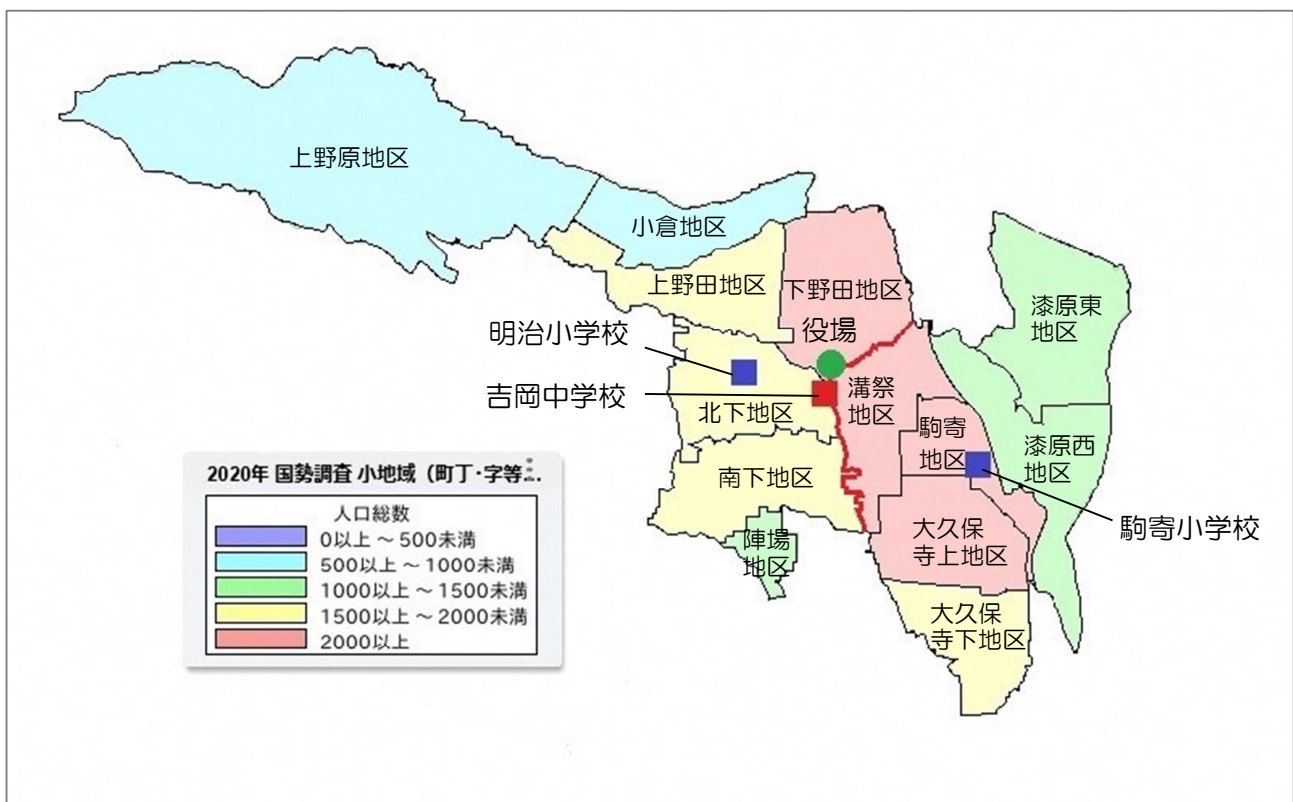 上野原地区
小倉地区
上野田地区
下野田地区
漆原東
地区
役場
明治小学校
溝祭
地区
吉岡中学校
北下地区
駒寄
地区
漆原西
地区
南下地区
駒寄小学校
大久保
寺上地区
陣場
地区
大久保
寺下地区
2020年 国勢調査 小地域（町丁・字等...
人口総数
0以上 ～ 500未満
500以上 ～ 1000未満
1000以上 ～ 1500未満
1500以上 ～ 2000未満
2000以上